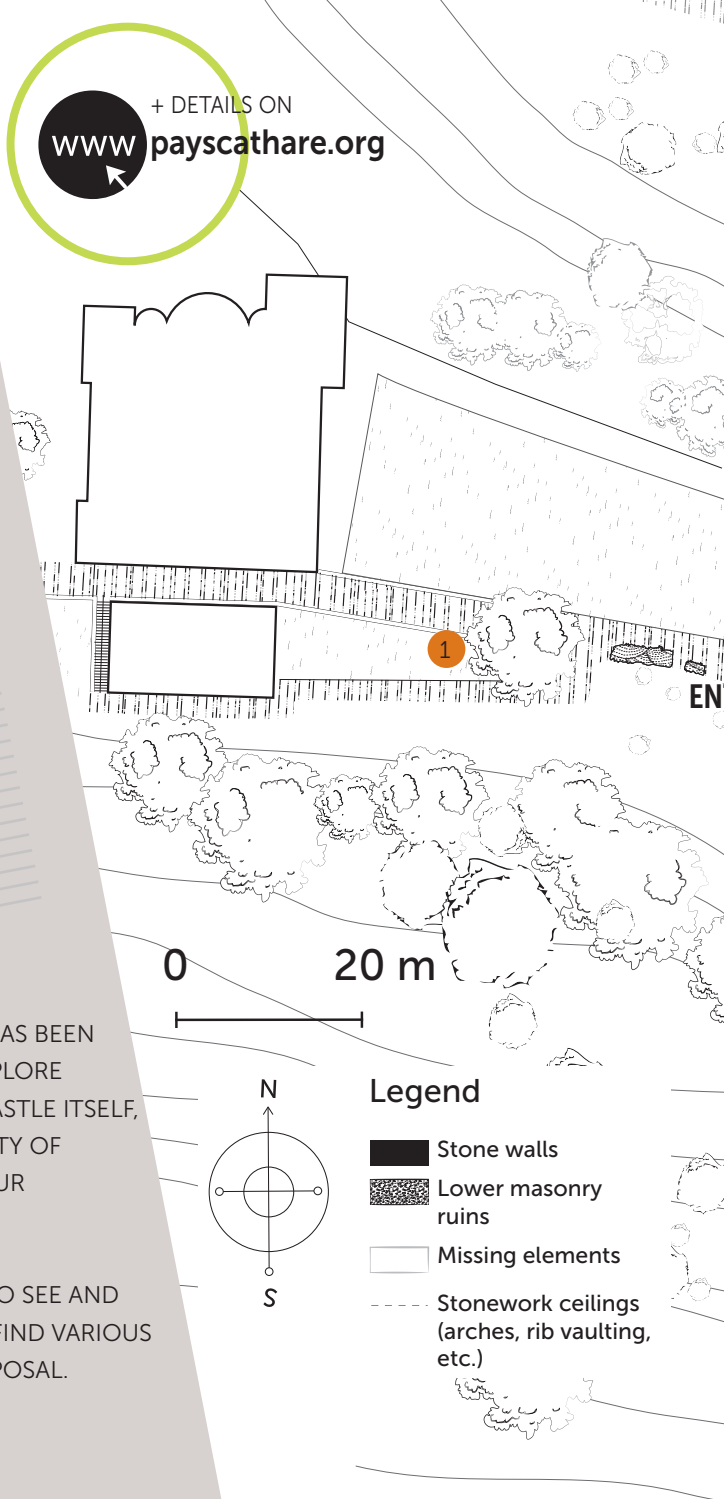 + DETAILS ON
www payscathare.org
1
EN
0 20 m
AS BEEN
PLORE
ASTLE ITSELF,
TY OF
UR
O SEE AND
FIND VARIOUS
POSAL.
N
S
Legend
Stone walls
Lower masonry
ruins
Missing elements
Stonework ceilings
(arches, rib vaulting,
etc.)